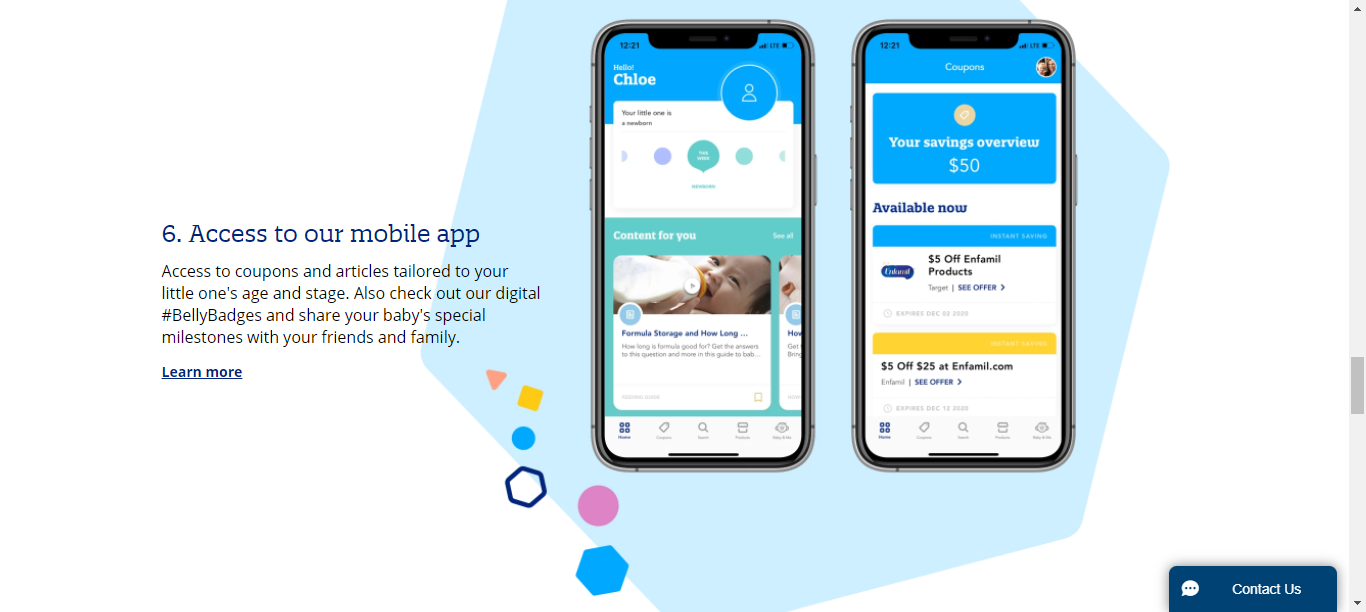 6. Access to our mobile app
Access to coupons and articles tailored to your
little one's age and stage. Also check out our digital
#BellyBadges and share your baby's special
milestones with your friends and family.
Learn more
12:21
LTE
Hello!
Chloe
Your little one is
a newborn
THIS
WEEK
NEWBORN
Content for you
See all
Formula Storage and How Long ...
How long is formula good for? Get the answers
to this question and more in this guide to bab...
FEEDING GUIDE
How
Get
Bring
Home
Coupons
Search
Products
Baby & Me
12:21
LTE
Coupons
Your savings overview
$50
Available now
INSTANT SAVING
Enfamil
$5 Off Enfamil
Products
Target | SEE OFFER >
EXPIRES DEC 02 2020
INSTANT SAVING
$5 Off $25 at Enfamil.com
Enfamil | SEE OFFER >
EXPIRES DEC 12 2020
Home
Coupons
Search
Products
Baby & Me
Contact Us